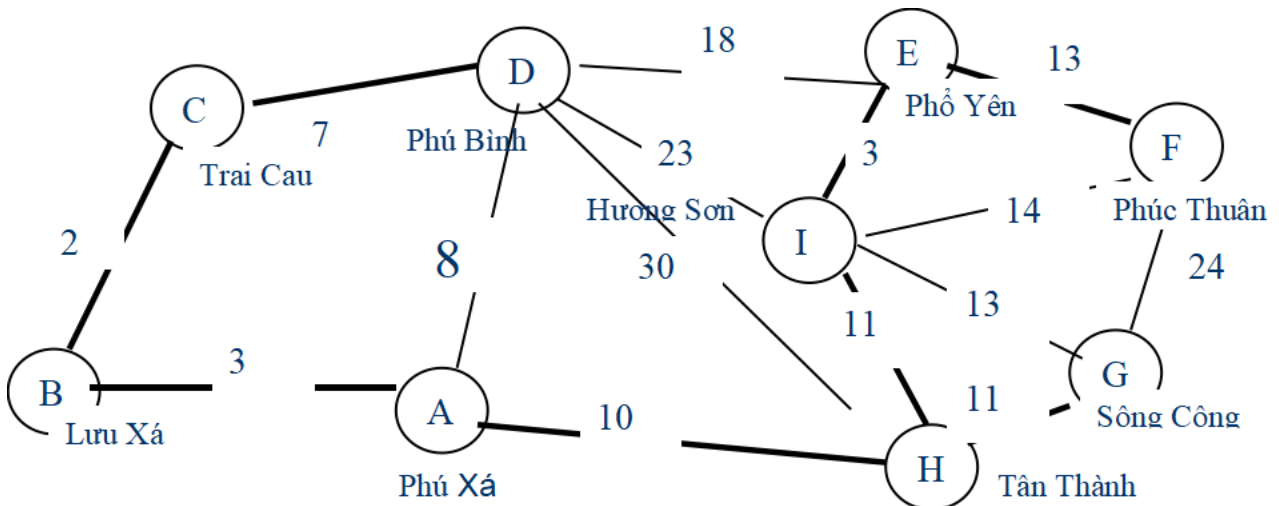 18
E
13
D
Phổ Yên
C
7
Phú Bình
F
23
3
Trai Cau
Hương Sơn
14
Phúc Thuân
2
8
30
I
24
13
11
3
B
A
10
11
G
Sông Công
Lưu Xá
H
Phú Xá
Tân Thành